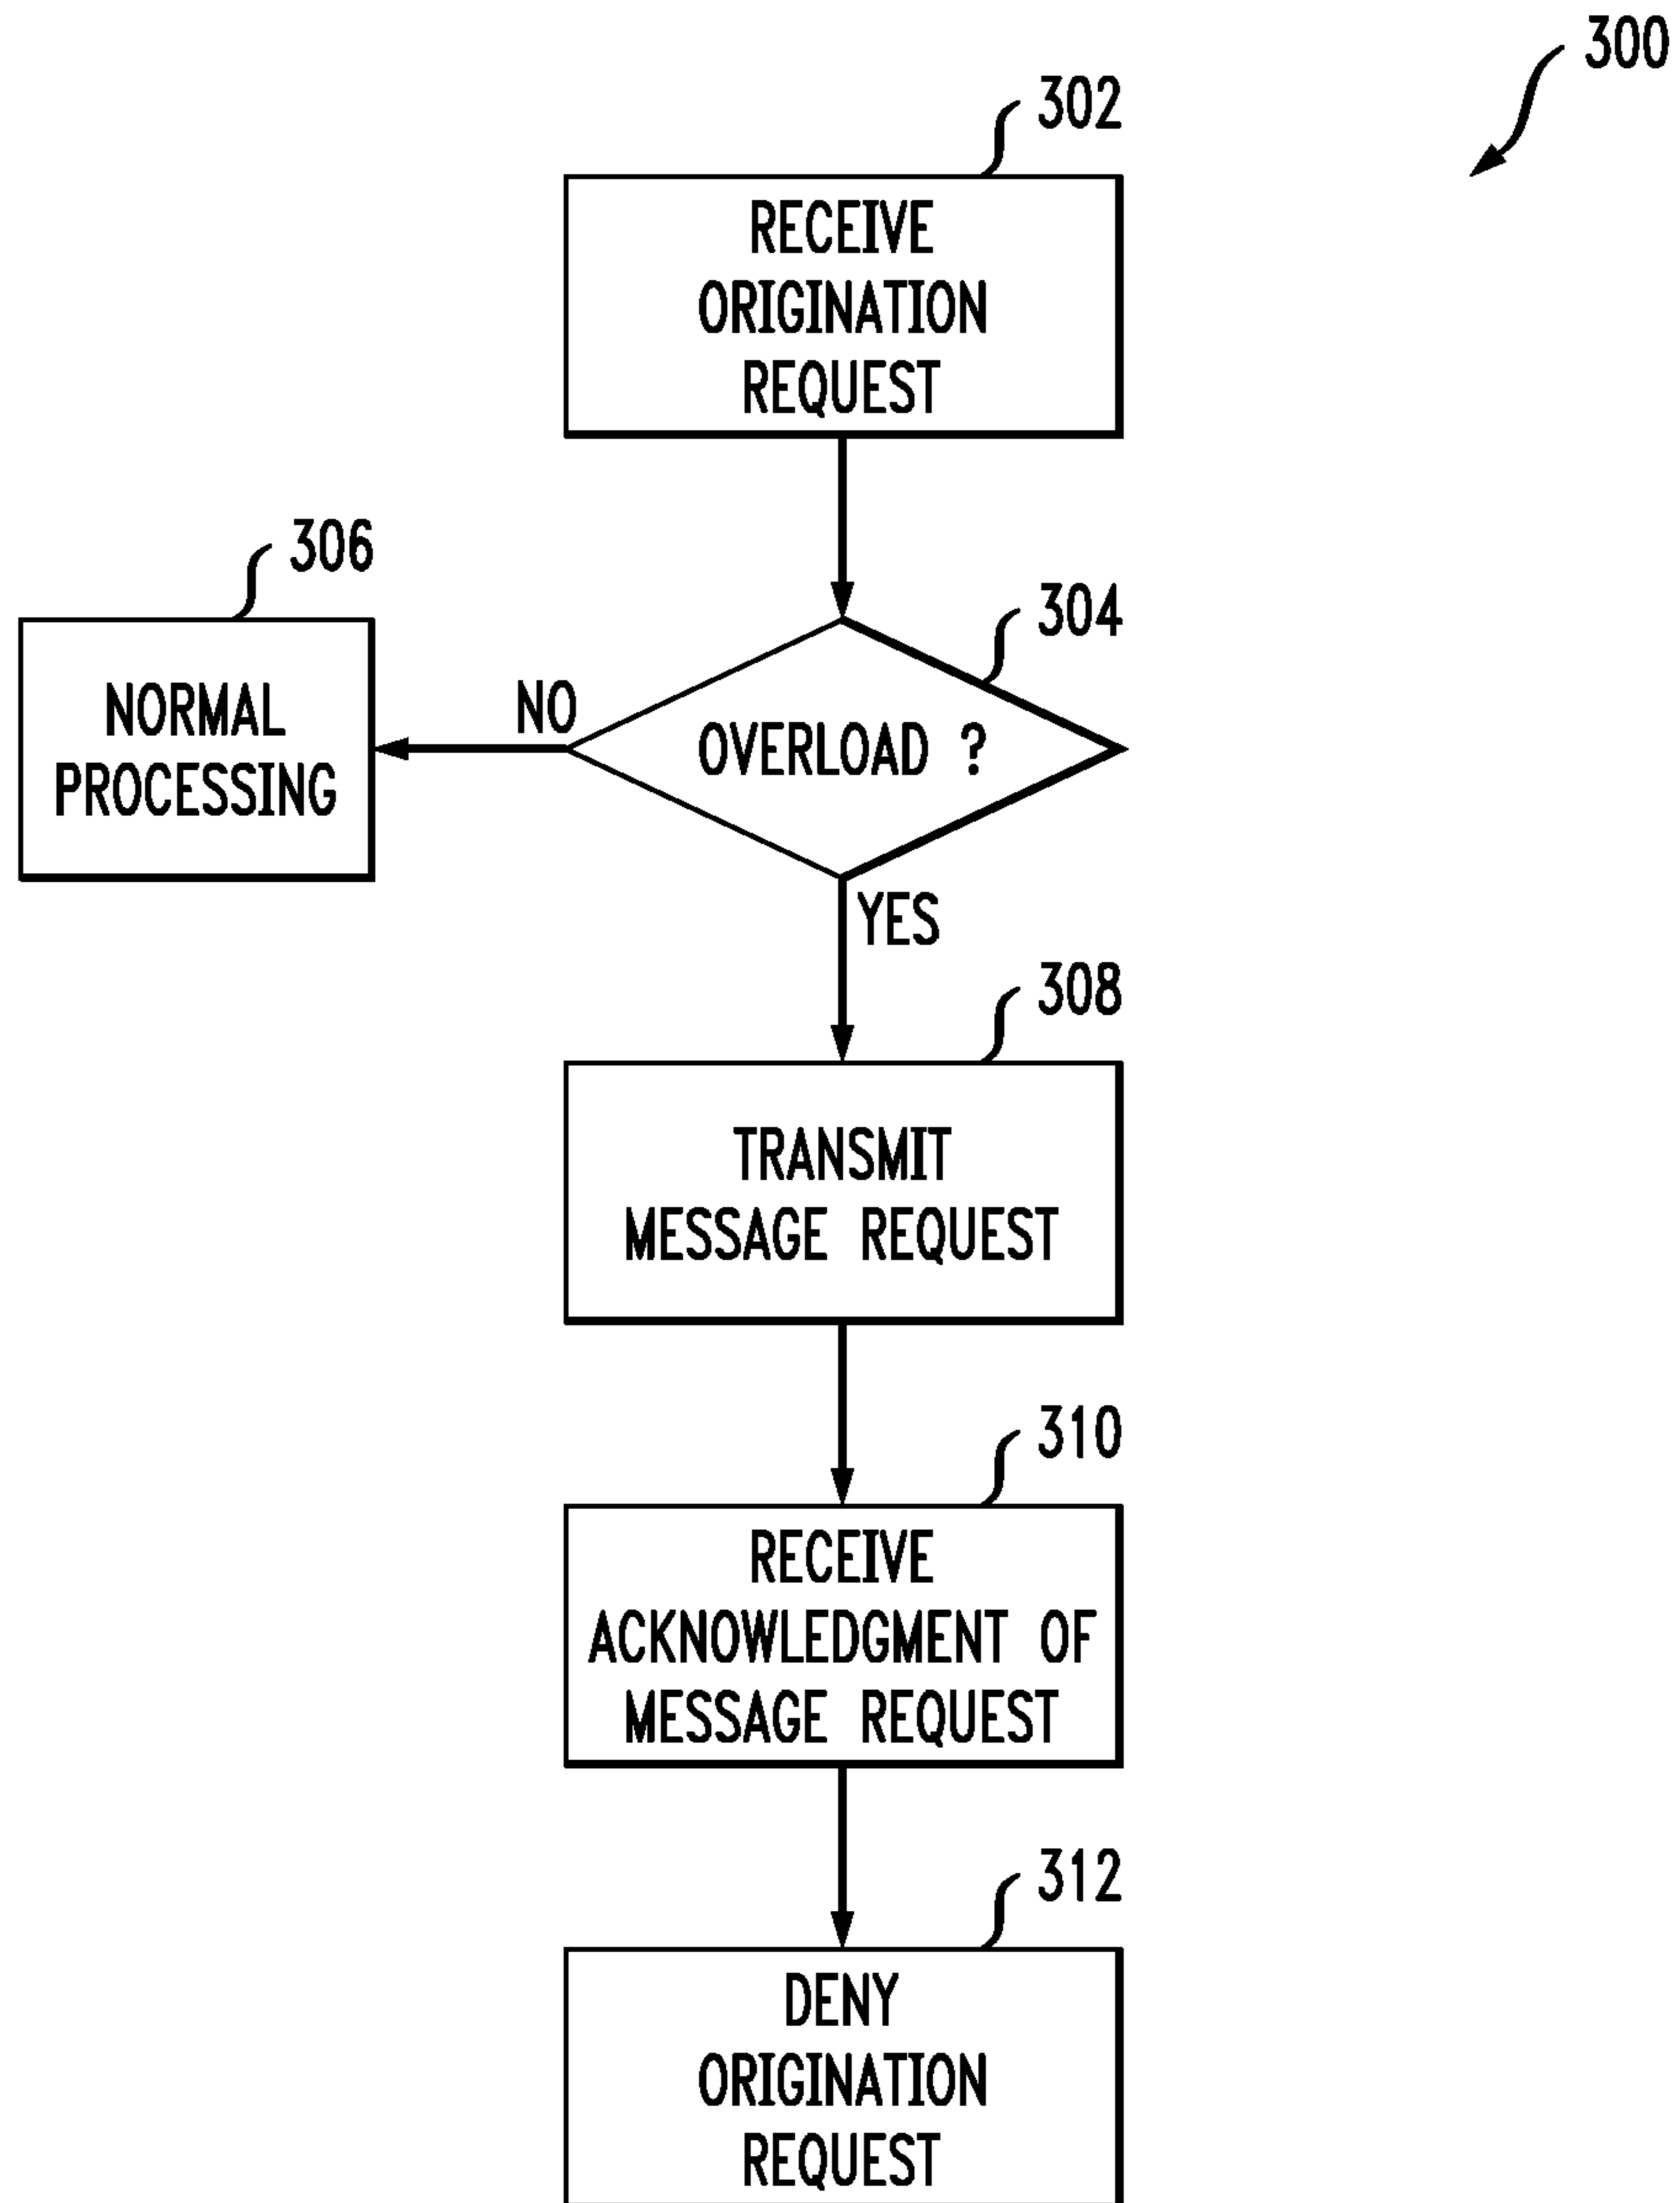 300
302
RECEIVE
ORIGINATION
REQUEST
306
304
NORMAL
PROCESSING
NO
OVERLOAD ?
YES
308
TRANSMIT
MESSAGE REQUEST
310
RECEIVE
ACKNOWLEDGMENT OF
MESSAGE REQUEST
312
DENY
ORIGINATION
REQUEST